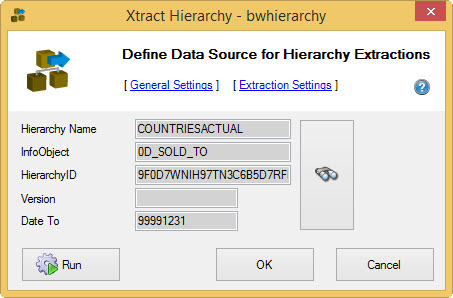 Xtract Hierarchy - bwhierarchy
Define Data Source for Hierarchy Extractions
[ General Settings ] [ Extraction Settings ]
Hierarchy Name COUNTRIESACTUAL
InfoObject 0D_SOLD_TO
HierarchyID 9F0D7WNIH97TN3C6B5D7RF
Version
Date To 99991231
Run OK Cancel